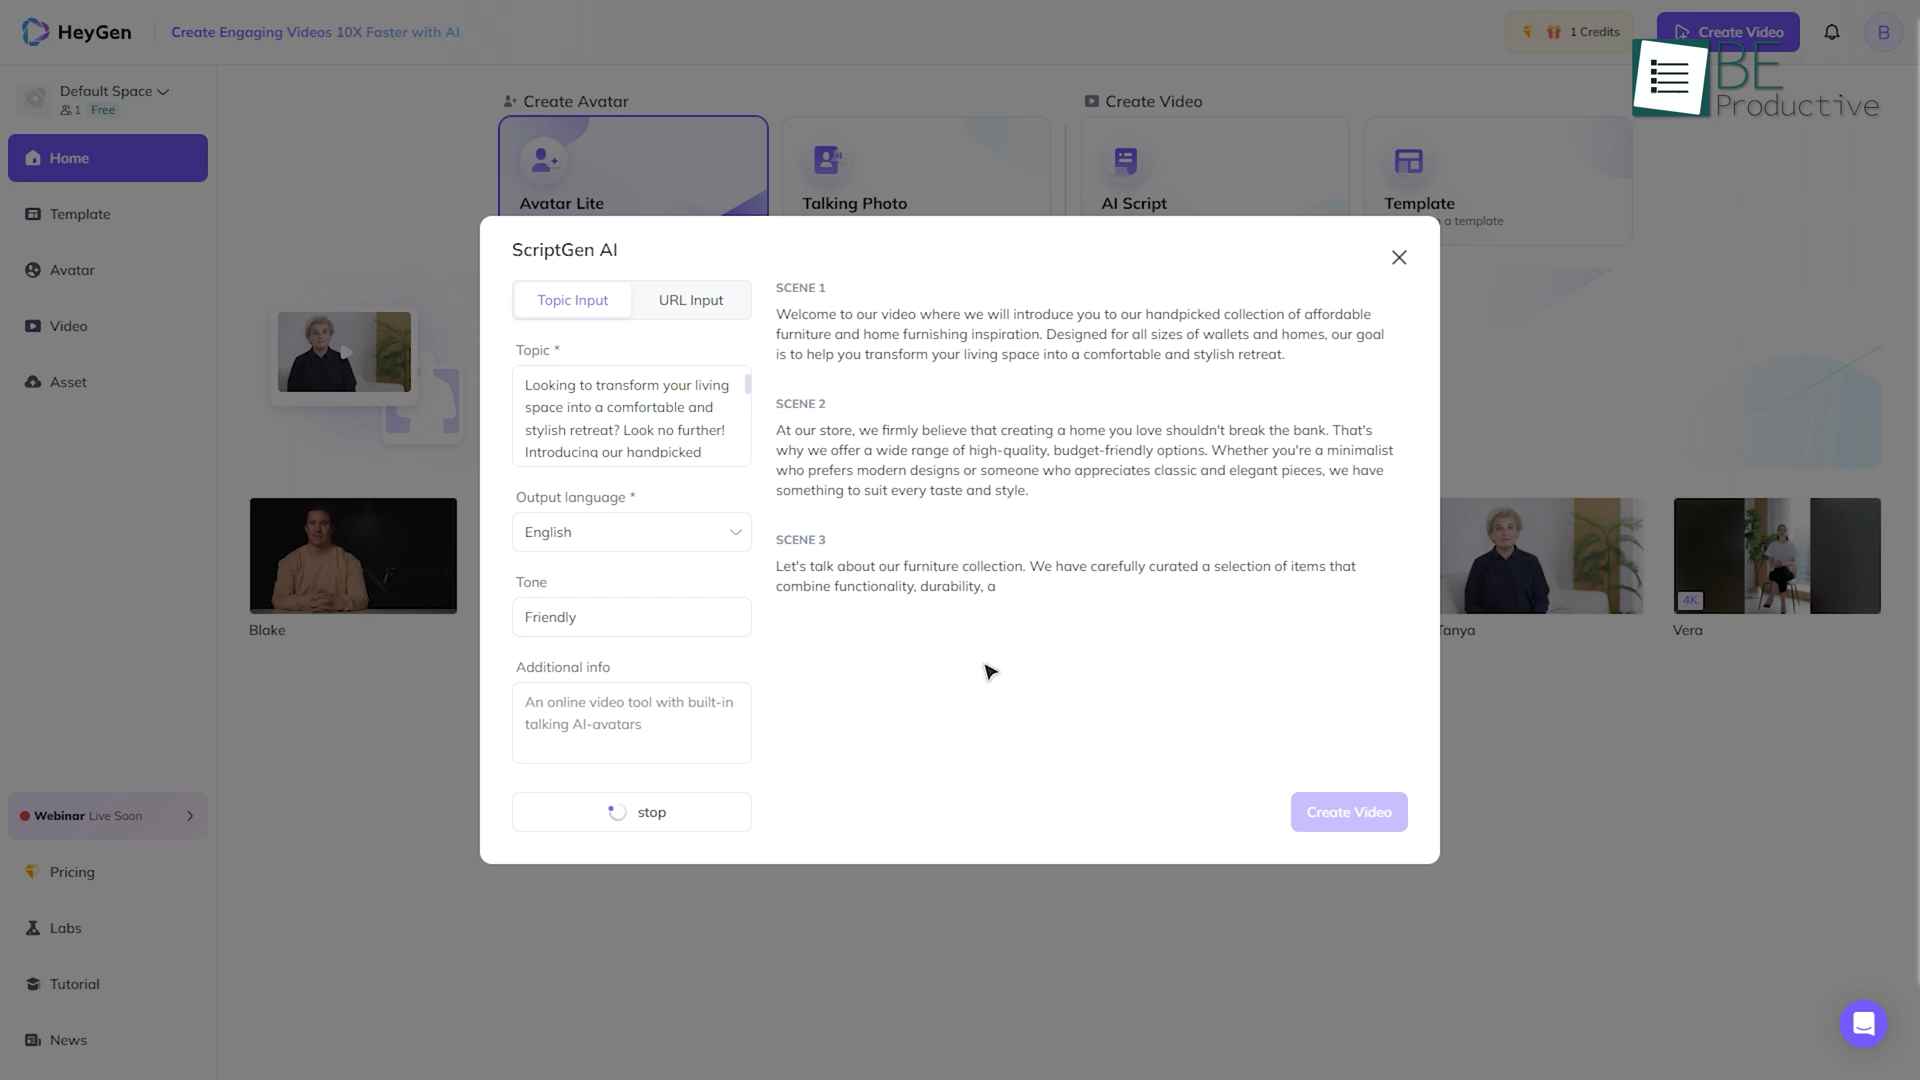 HeyGen
Create Engaging Videos 10X Faster with AI
1 Credits
Create Video
B
BE
Productive
Default Space
1 Free
Home
Template
Avatar
Video
Asset
Webinar Live Soon
Pricing
Labs
Tutorial
News
Create Avatar
Create Video
Avatar Lite
Talking Photo
AI Script
Template
a template
ScriptGen AI
Topic Input
URL Input
Topic *
Looking to transform your living
space into a comfortable and
stylish retreat? Look no further!
Introducing our handpicked
Output language *
English
Tone
Friendly
Additional info
An online video tool with built-in
talking AI-avatars
stop
SCENE 1
Welcome to our video where we will introduce you to our handpicked collection of affordable
furniture and home furnishing inspiration. Designed for all sizes of wallets and homes, our goal
is to help you transform your living space into a comfortable and stylish retreat.
SCENE 2
At our store, we firmly believe that creating a home you love shouldn't break the bank. That's
why we offer a wide range of high-quality, budget-friendly options. Whether you're a minimalist
who prefers modern designs or someone who appreciates classic and elegant pieces, we have
something to suit every taste and style.
SCENE 3
Let's talk about our furniture collection. We have carefully curated a selection of items that
combine functionality, durability, a
Create Video
Blake
Tanya
4K
Vera